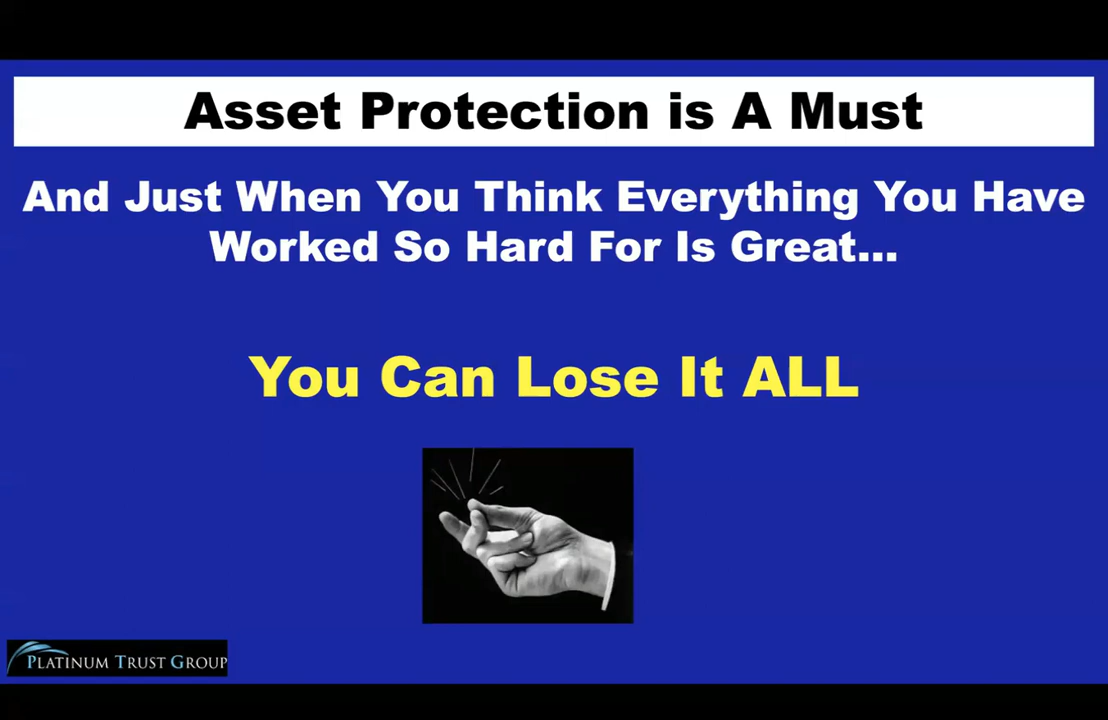 Asset Protection is A Must
And Just When You Think Everything You Have
Worked So Hard For Is Great...
You Can Lose It ALL
PLATINUM TRUST GROUP